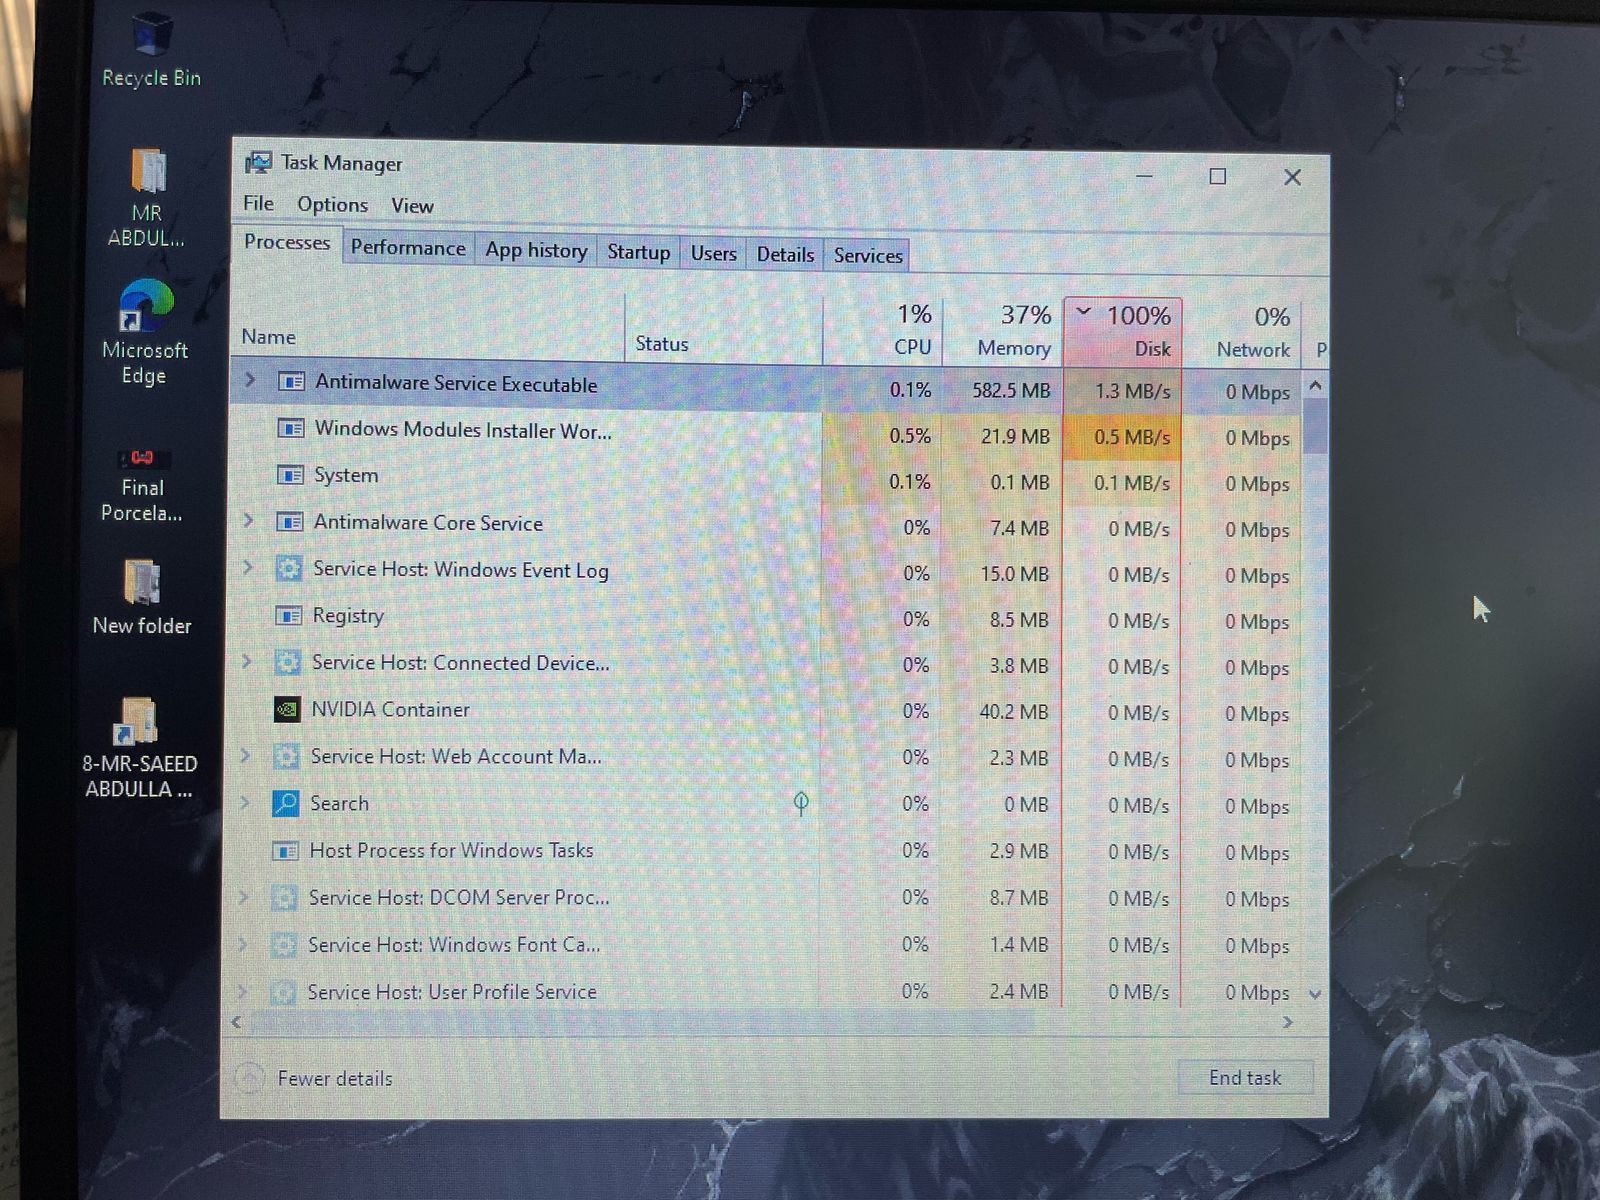 Recycle Bin
MR
ABDUL...
Microsoft
Edge
Final
Porcela...
New folder
8-MR-SAEED
ABDULLA ...
Task Manager
File Options View
Processes Performance App history Startup Users Details Services
1% 37% 100% 0%
Name Status CPU Memory Disk Network P
Antimalware Service Executable 0.1% 582.5 MB 1.3 MB/s 0 Mbps
Windows Modules Installer Wor... 0.5% 21.9 MB 0.5 MB/s 0 Mbps
System 0.1% 0.1 MB 0.1 MB/s 0 Mbps
Antimalware Core Service 0% 7.4 MB 0 MB/s 0 Mbps
Service Host: Windows Event Log 0% 15.0 MB 0 MB/s 0 Mbps
Registry 0% 8.5 MB 0 MB/s 0 Mbps
Service Host: Connected Device... 0% 3.8 MB 0 MB/s 0 Mbps
NVIDIA Container 0% 40.2 MB 0 MB/s 0 Mbps
Service Host: Web Account Ma... 0% 2.3 MB 0 MB/s 0 Mbps
Search 0% 0 MB 0 MB/s 0 Mbps
Host Process for Windows Tasks 0% 2.9 MB 0 MB/s 0 Mbps
Service Host: DCOM Server Proc... 0% 8.7 MB 0 MB/s 0 Mbps
Service Host: Windows Font Ca... 0% 1.4 MB 0 MB/s 0 Mbps
Service Host: User Profile Service 0% 2.4 MB 0 MB/s 0 Mbps
Fewer details End task